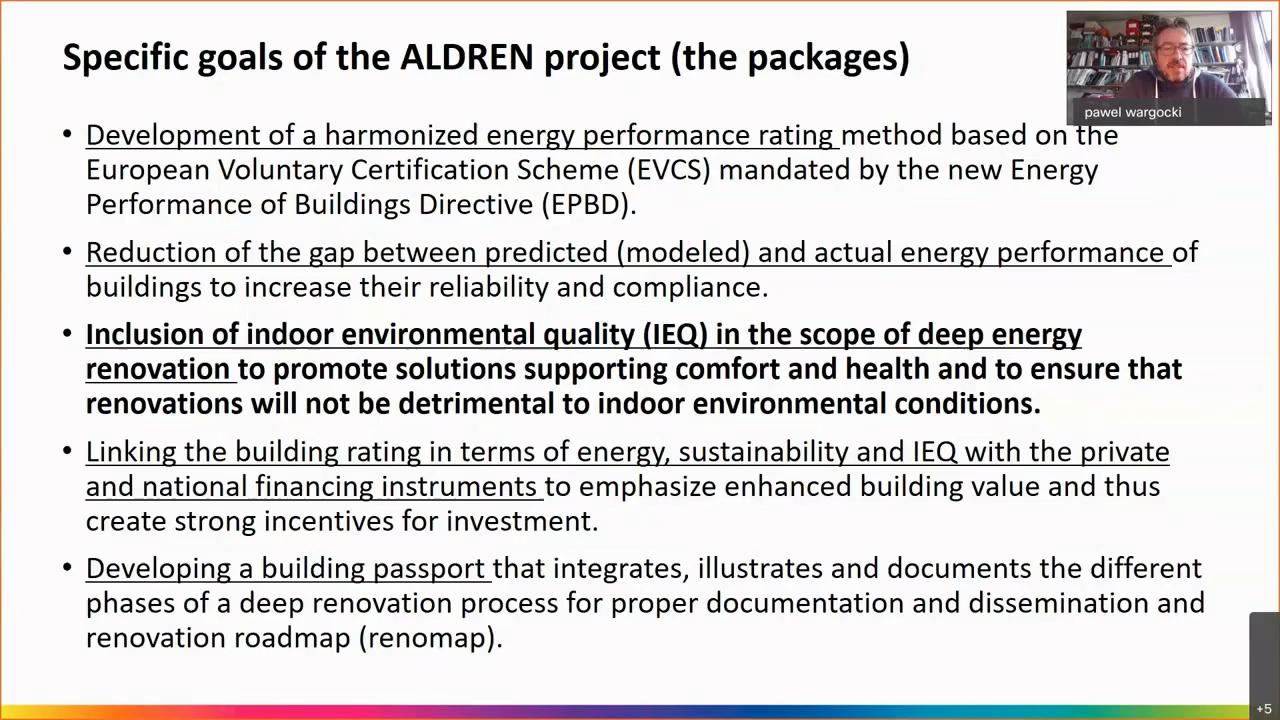 Specific goals of the ALDREN project (the packages)
pawel wargocki
• Development of a harmonized energy performance rating method based on the
European Voluntary Certification Scheme (EVCS) mandated by the new Energy
Performance of Buildings Directive (EPBD).
• Reduction of the gap between predicted (modeled) and actual energy performance of
buildings to increase their reliability and compliance.
• Inclusion of indoor environmental quality (IEQ) in the scope of deep energy
renovation to promote solutions supporting comfort and health and to ensure that
renovations will not be detrimental to indoor environmental conditions.
• Linking the building rating in terms of energy, sustainability and IEQ with the private
and national financing instruments to emphasize enhanced building value and thus
create strong incentives for investment.
• Developing a building passport that integrates, illustrates and documents the different
phases of a deep renovation process for proper documentation and dissemination and
renovation roadmap (renomap).
+5